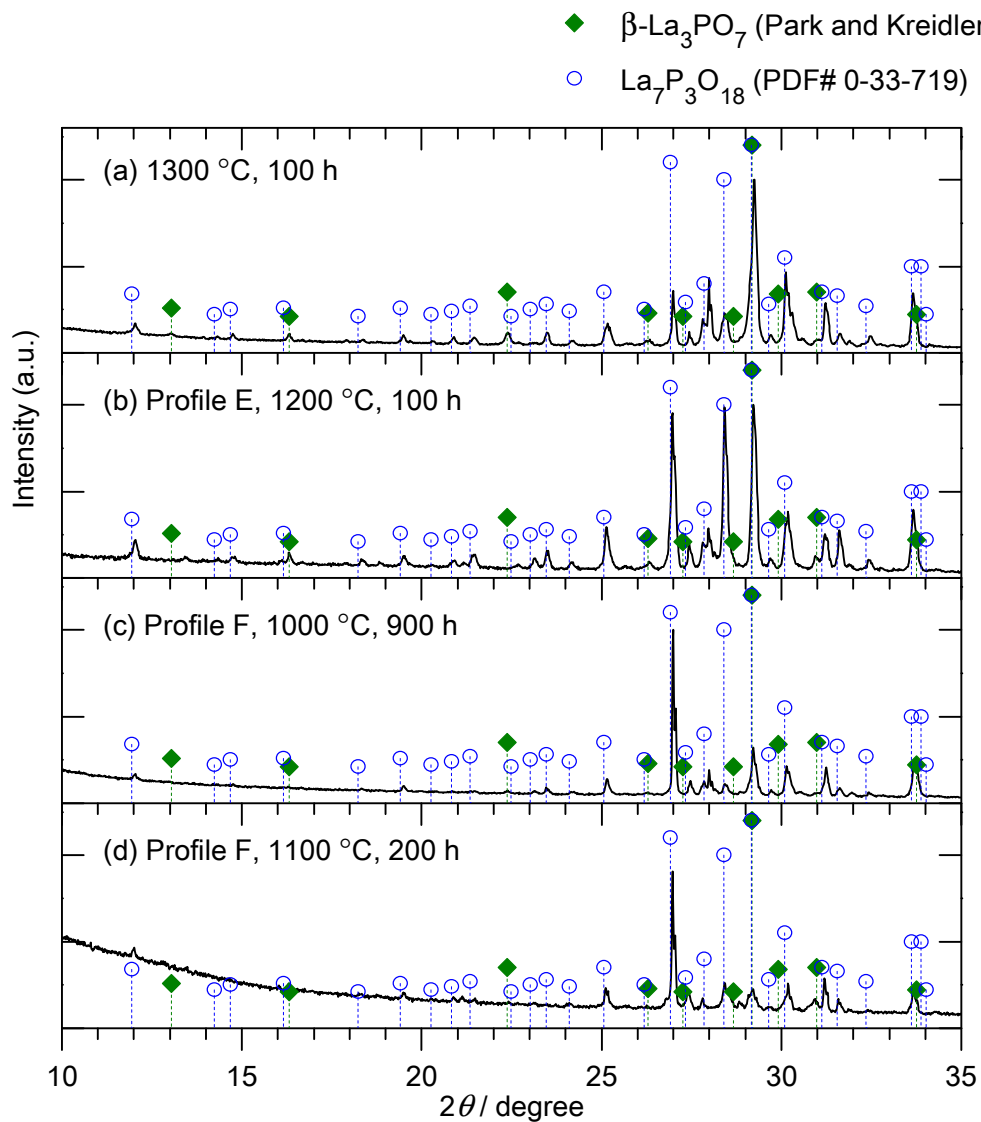 β-La₃PO₇ (Park and Kreidler
La₇P₃O₁₈ (PDF# 0-33-719)
(a) 1300 °C, 100 h
(b) Profile E, 1200 °C, 100 h
(c) Profile F, 1000 °C, 900 h
(d) Profile F, 1100 °C, 200 h
Intensity (a.u.)
10 15 20 25 30 35
2θ / degree